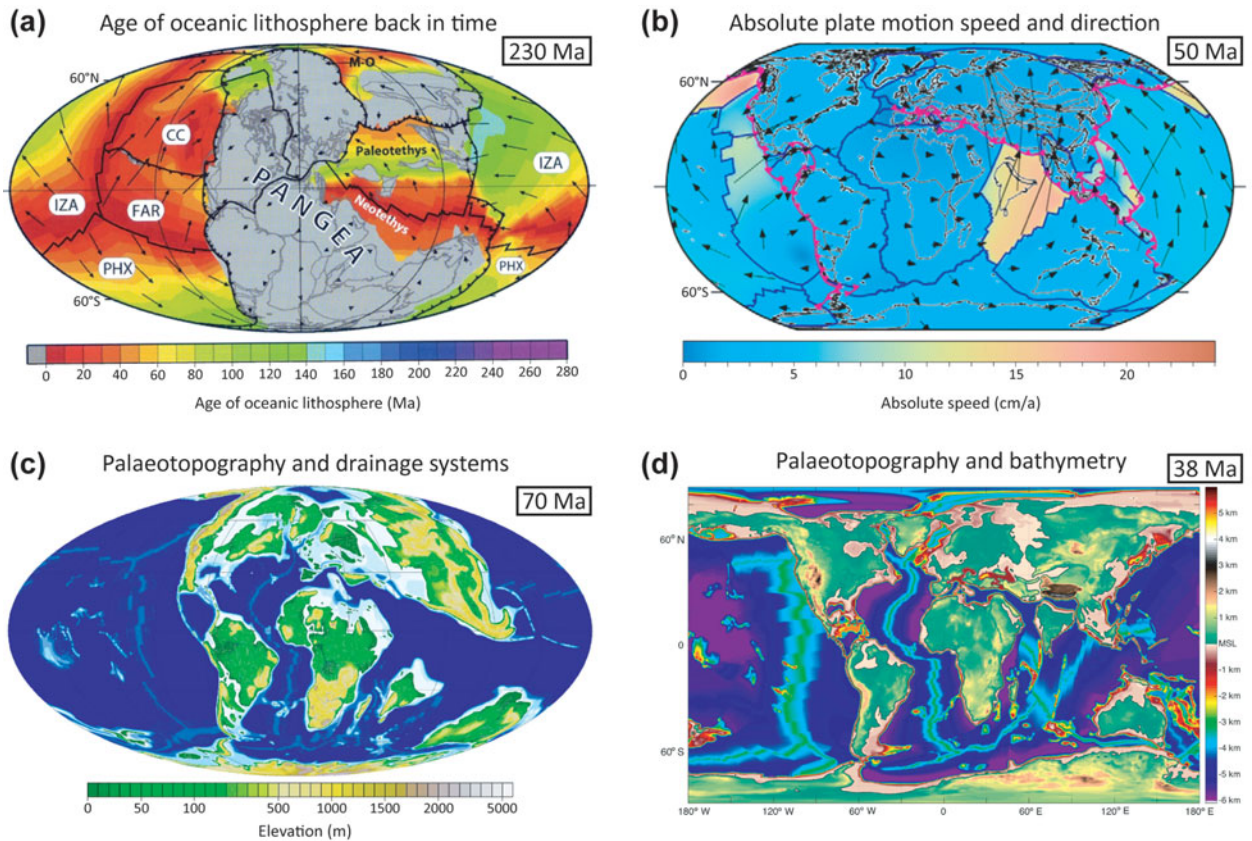 (a)
Age of oceanic lithosphere back in time
230 Ma
60°N
M-O
CC
Paleotethys
IZA
IZA
FAR
PANGEA
Neotethys
PHX
PHX
60°S
0 20 40 60 80 100 120 140 160 180 200 220 240 260 280
Age of oceanic lithosphere (Ma)
(b)
Absolute plate motion speed and direction
50 Ma
60°N
60°S
0 5 10 15 20
Absolute speed (cm/a)
(c)
Palaeotopography and drainage systems
70 Ma
0 50 100 500 1000 2000 5000
Elevation (m)
(d)
Palaeotopography and bathymetry
38 Ma
60° N
0
60° S
180° W 120° W 60° W 0 60° E 120° E 180° E
5 km
4 km
3 km
2 km
1 km
MSL
-1 km
-2 km
-3 km
-4 km
-5 km
-6 km